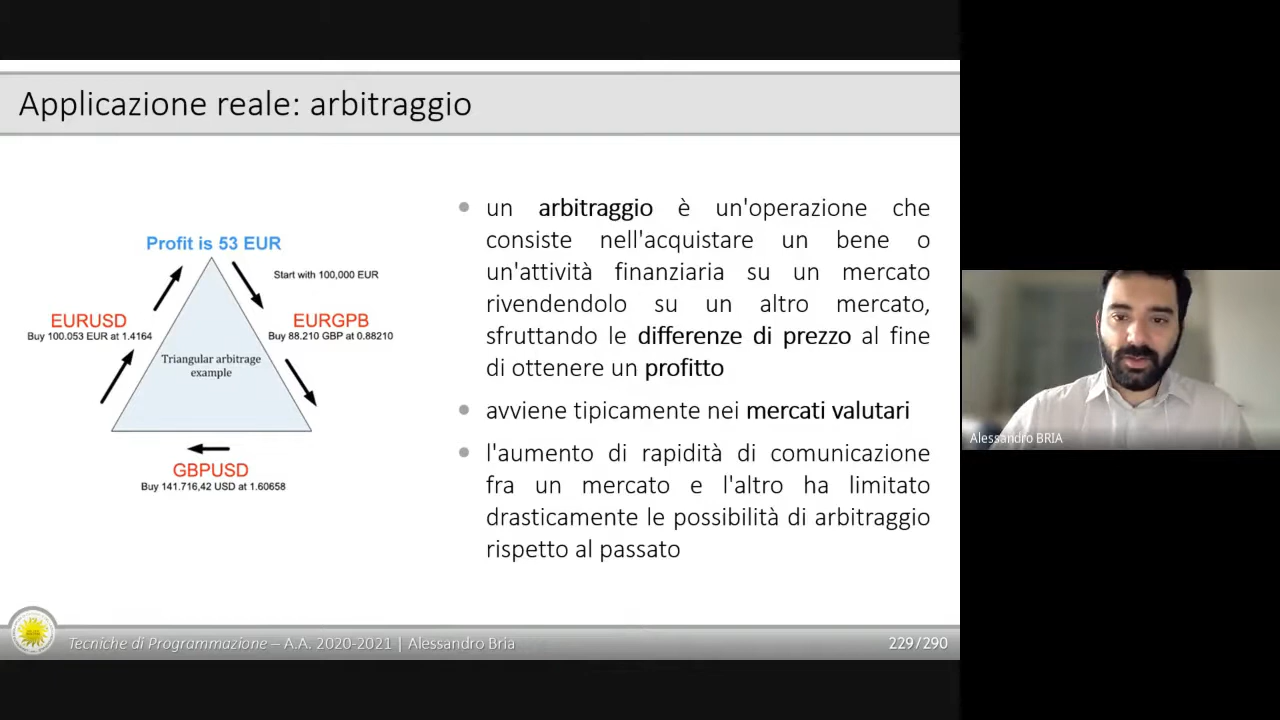 Applicazione reale: arbitraggio
Profit is 53 EUR
Start with 100,000 EUR
EURUSD
Buy 100.053 EUR at 1.4164
EURGPB
Buy 88.210 GBP at 0.88210
Triangular arbitrage
example
GBPUSD
Buy 141.716,42 USD at 1.60658
un arbitraggio è un'operazione che
consiste nell'acquistare un bene o
un'attività finanziaria su un mercato
rivendendolo su un altro mercato,
sfruttando le differenze di prezzo al fine
di ottenere un profitto
avviene tipicamente nei mercati valutari
l'aumento di rapidità di comunicazione
fra un mercato e l'altro ha limitato
drasticamente le possibilità di arbitraggio
rispetto al passato
Alessandro BRIA
Tecniche di Programmazione – A.A. 2020-2021 | Alessandro Bria
229/290